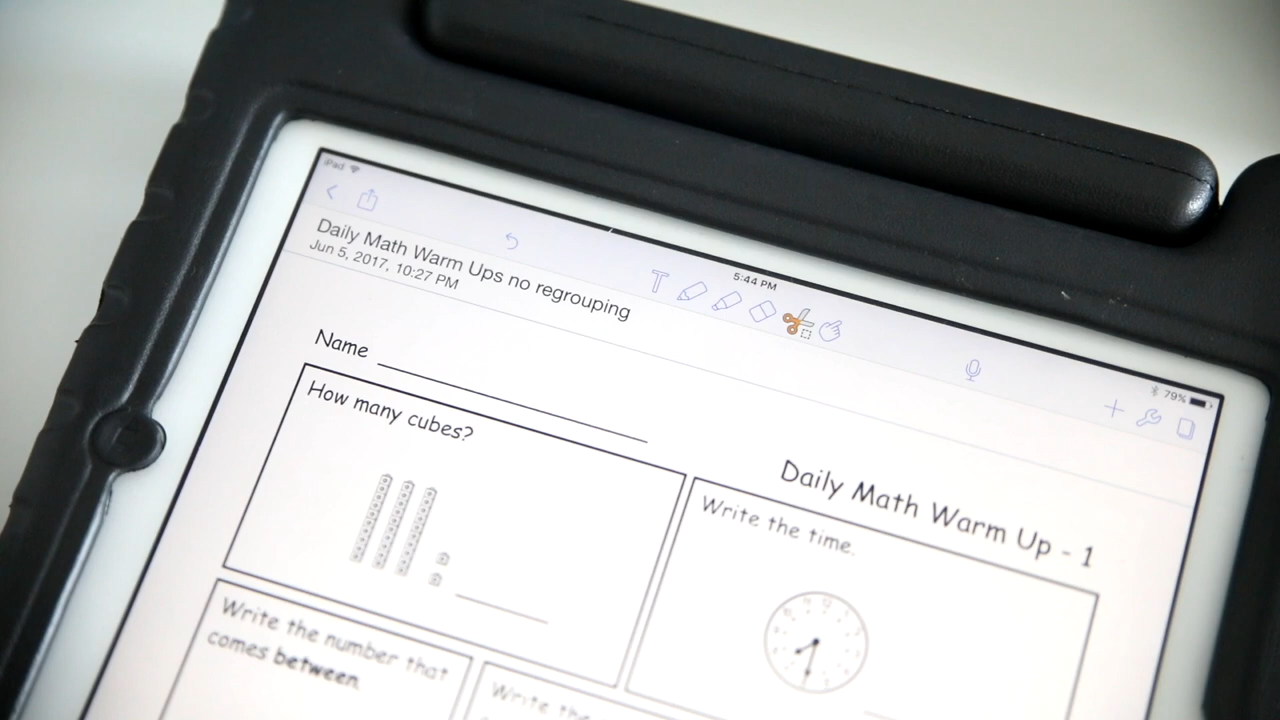 iPad
5:44 PM
79%
Daily Math Warm Ups no regrouping
Jun 5, 2017, 10:27 PM
Name
Daily Math Warm Up - 1
How many cubes?
Write the time.
Write the number that
comes between
Write the